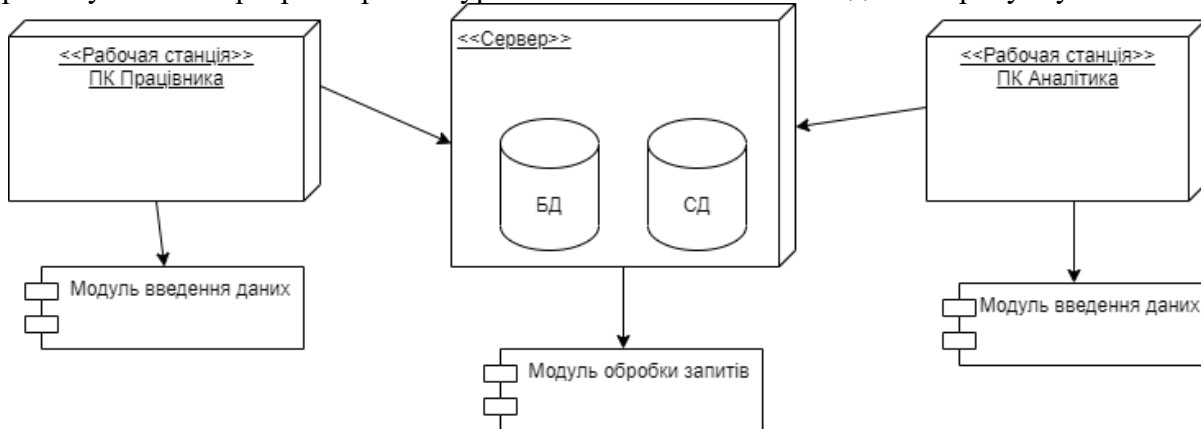 <<Рабочая станція>>
ПК Працівника
<<Сервер>>
<<Рабочая станція>>
ПК Аналітика
БД
СД
Модуль введення даних
Модуль введення даних
Модуль обробки запитів